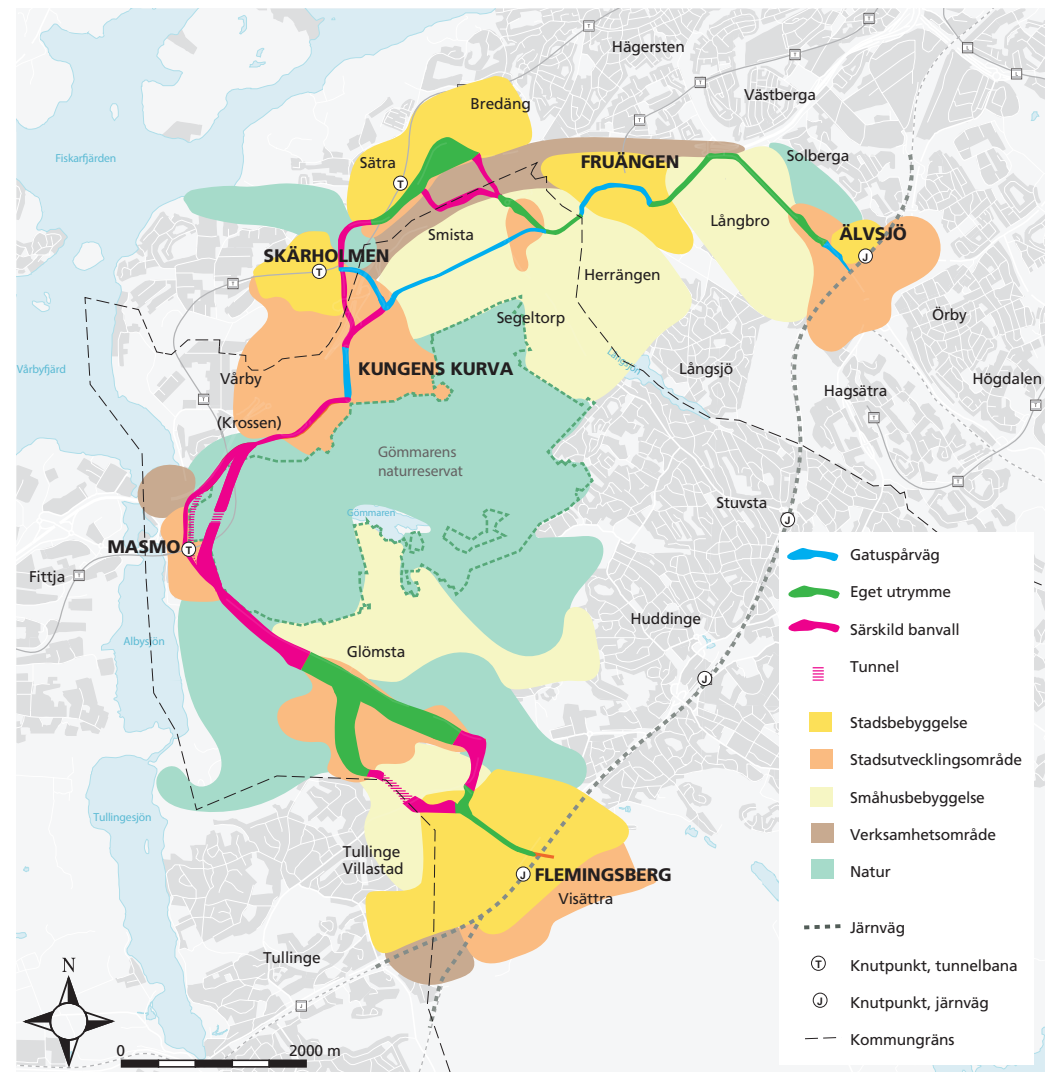 Hägersten
Bredäng
Västberga
Fiskarfjärden
Sätra
T
FRUÄNGEN
Solberga
Långbro
Smista
ÄLVSJÖ
J
SKÄRHOLMEN
T
Herrängen
Segeltorp
Örby
Långsjön
Långsjö
Vårbyfjärd
Vårby
KUNGENS KURVA
Högdalen
Hagsätra
(Krossen)
Gömmarens
naturreservat
Stuvsta
J
Gömmaren
MASMO
T
Fittja
Albysjön
Huddinge
J
Glömsta
Tullingesjön
Tullinge
Villastad
J
FLEMINGSBERG
Visättra
Tullinge
J
N
0
2000 m
Gatuspårväg
Eget utrymme
Särskild banvall
Tunnel
Stadsbebyggelse
Stadsutvecklingsområde
Småhusbebyggelse
Verksamhetsområde
Natur
Järnväg
T Knutpunkt, tunnelbana
J Knutpunkt, järnväg
Kommungräns